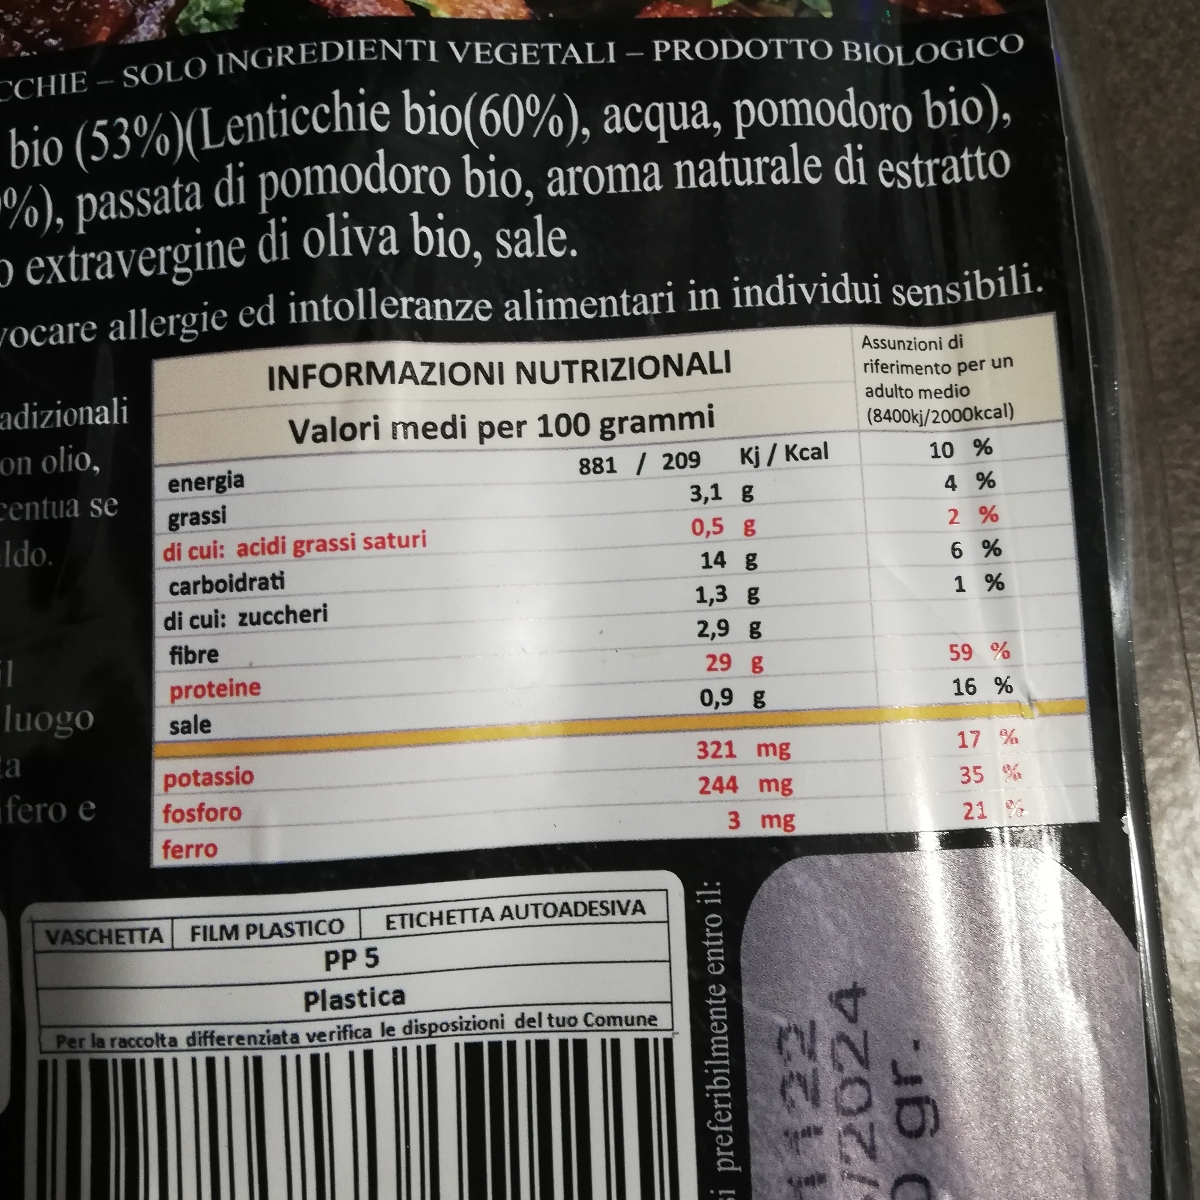 CCHIE – SOLO INGREDIENTI VEGETALI – PRODOTTO BIOLOGICO
bio (53%)(Lenticchie bio(60%), acqua, pomodoro bio),
%), passata di pomodoro bio, aroma naturale di estratto
o extravergine di oliva bio, sale.
vocare allergie ed intolleranze alimentari in individui sensibili.
adizionali
on olio,
centua se
ldo.
il
luogo
ta
ifero e
INFORMAZIONI NUTRIZIONALI
Valori medi per 100 grammi
Assunzioni di
riferimento per un
adulto medio
(8400kj/2000kcal)
energia 881 / 209 Kj / Kcal 10 %
grassi 3,1 g 4 %
di cui: acidi grassi saturi 0,5 g 2 %
carboidrati 14 g 6 %
di cui: zuccheri 1,3 g 1 %
fibre 2,9 g
proteine 29 g 59 %
sale 0,9 g 16 %
potassio 321 mg 17 %
fosforo 244 mg 35 %
ferro 3 mg 21 %
VASCHETTA FILM PLASTICO ETICHETTA AUTOADESIVA
PP 5
Plastica
Per la raccolta differenziata verifica le disposizioni del tuo Comune
si preferibilmente entro il:
1122
/2024
0 gr.